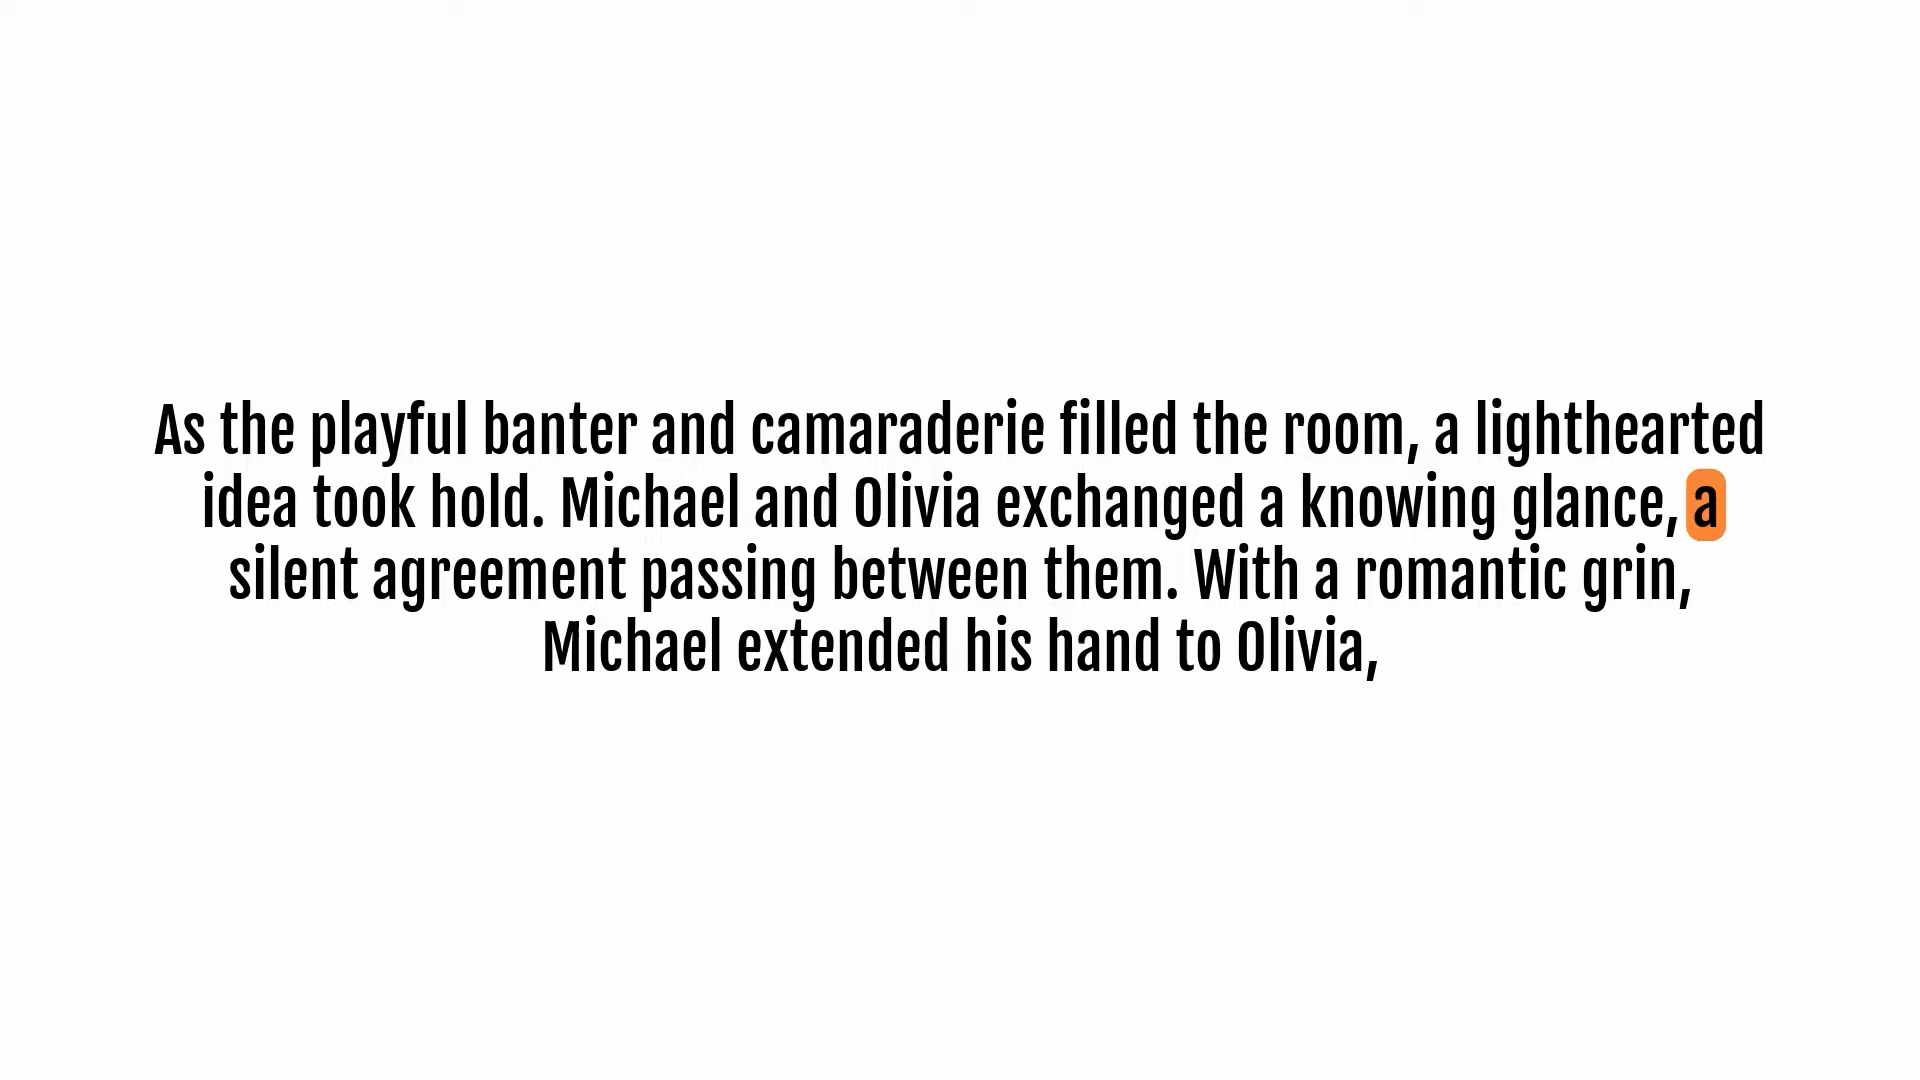 As the playful banter and camaraderie filled the room, a lighthearted
idea took hold. Michael and Olivia exchanged a knowing glance, a
silent agreement passing between them. With a romantic grin,
Michael extended his hand to Olivia,